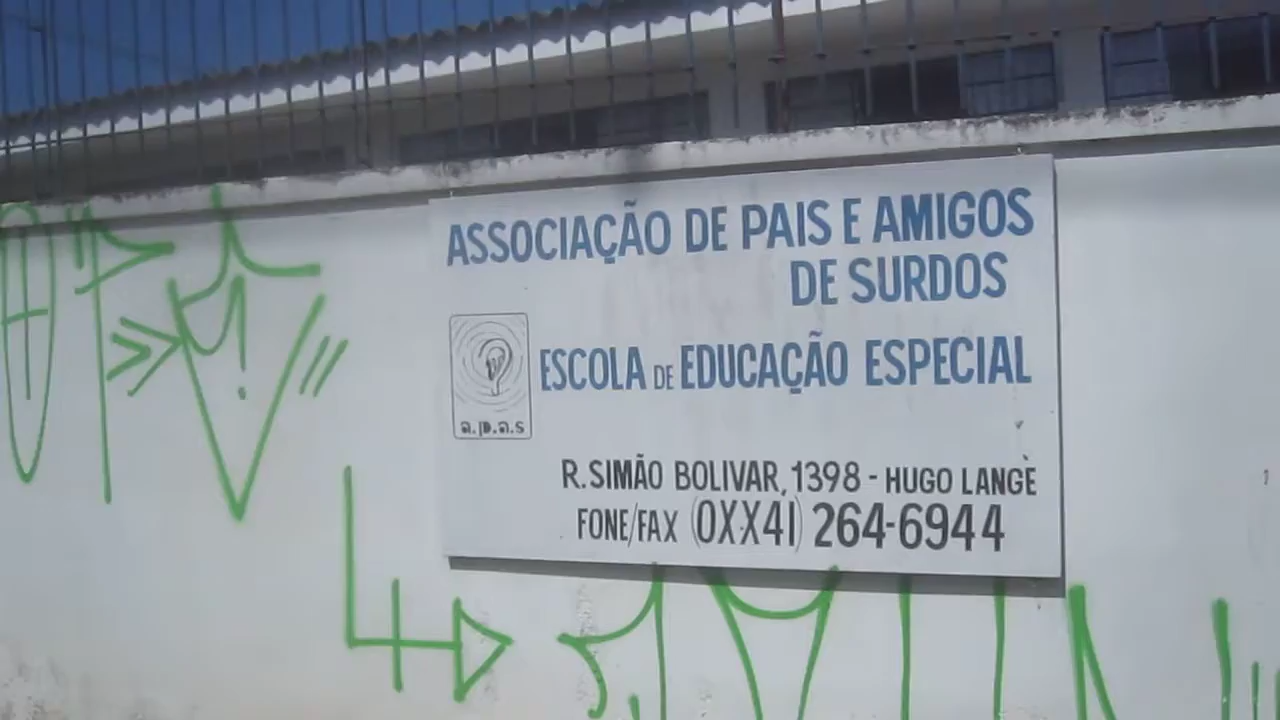 ASSOCIAÇÃO DE PAIS E AMIGOS
DE SURDOS
ESCOLA DE EDUCAÇÃO ESPECIAL
a.p.a.s
R. SIMÃO BOLIVAR, 1398 - HUGO LANGÈ
FONE/FAX (0XX41) 264-6944